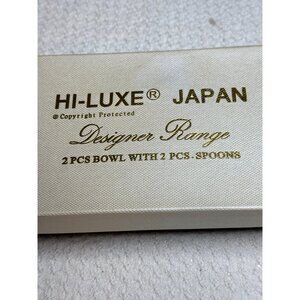 HI-LUXE® JAPAN
© Copyright Protected
Designer Range
2 PCS BOWL WITH 2 PCS. SPOONS